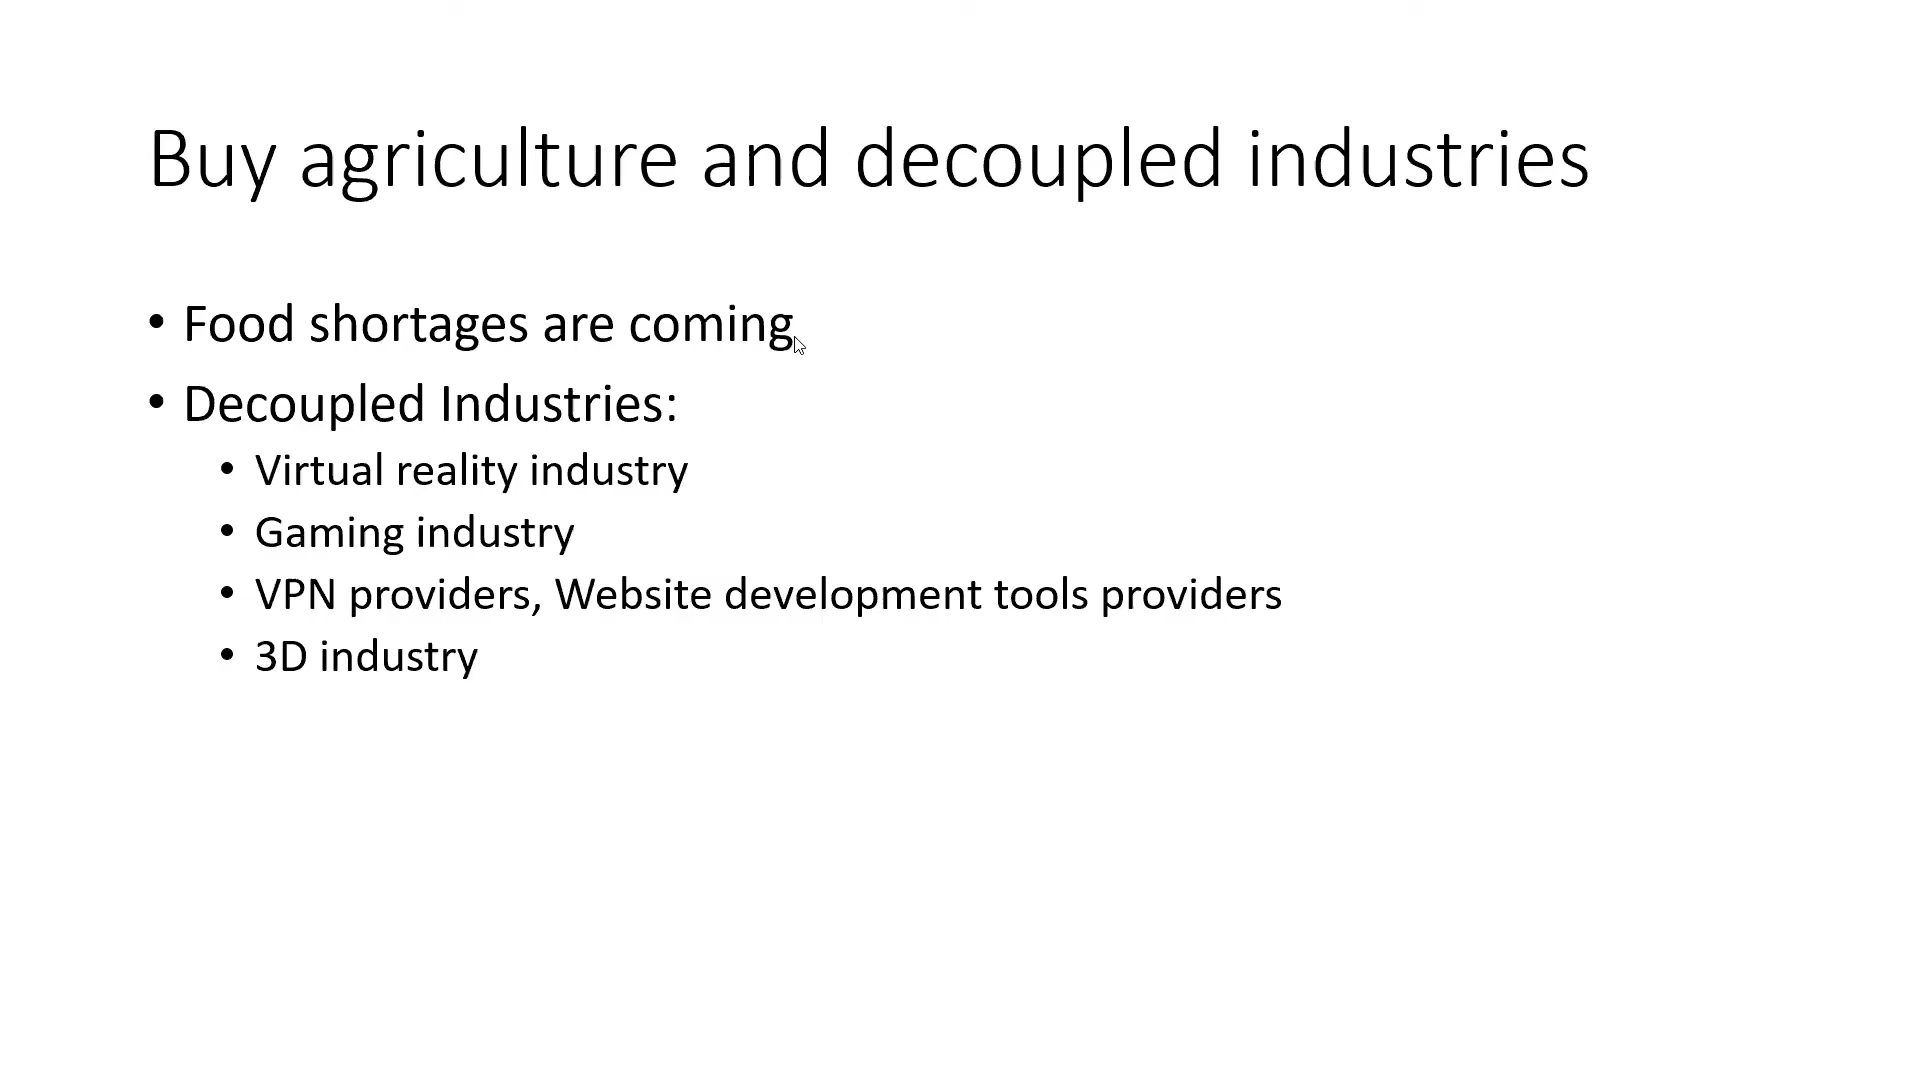 Buy agriculture and decoupled industries
• Food shortages are coming
• Decoupled Industries:
• Virtual reality industry
• Gaming industry
• VPN providers, Website development tools providers
• 3D industry